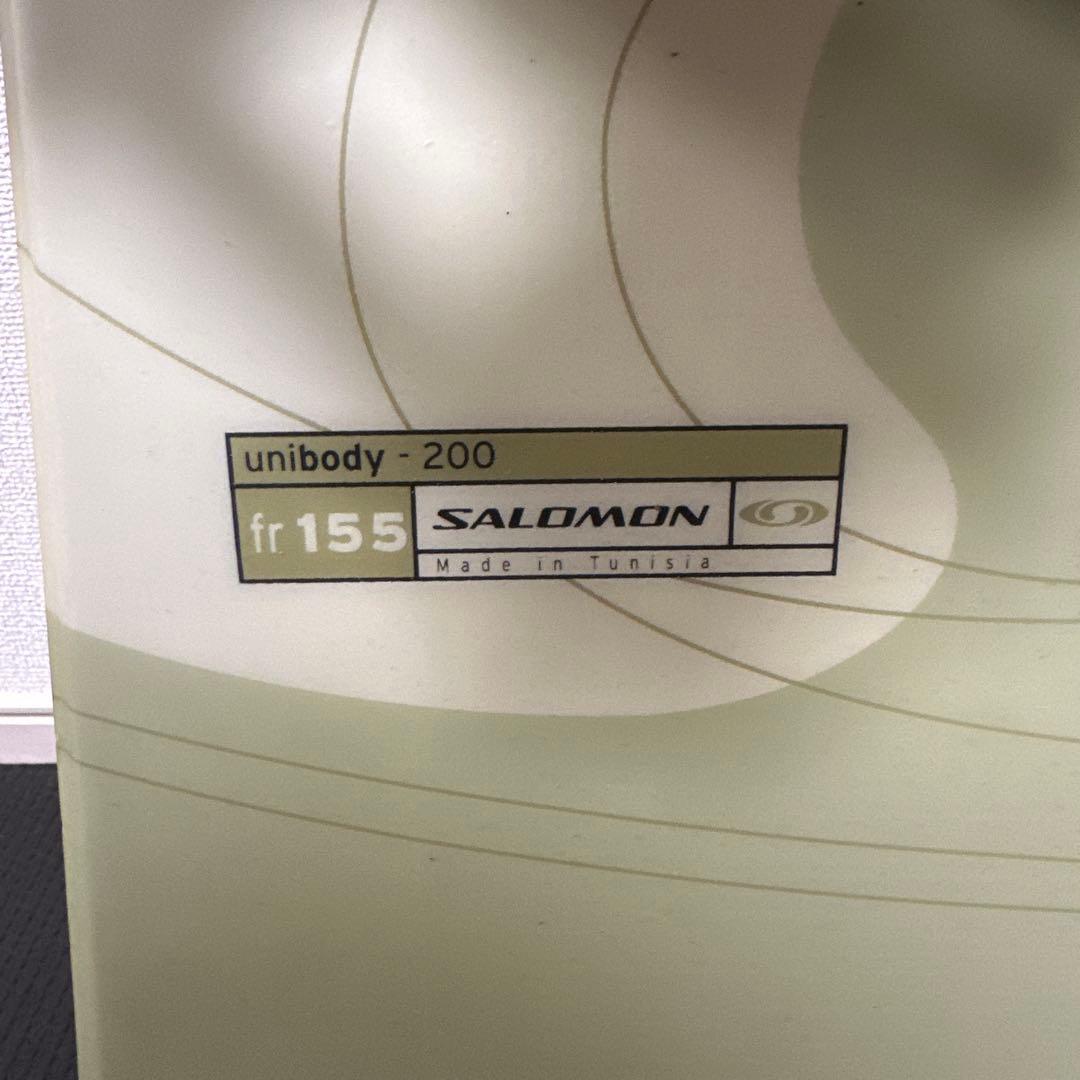 unibody - 200
fr 155
SALOMON
Made in Tunisia